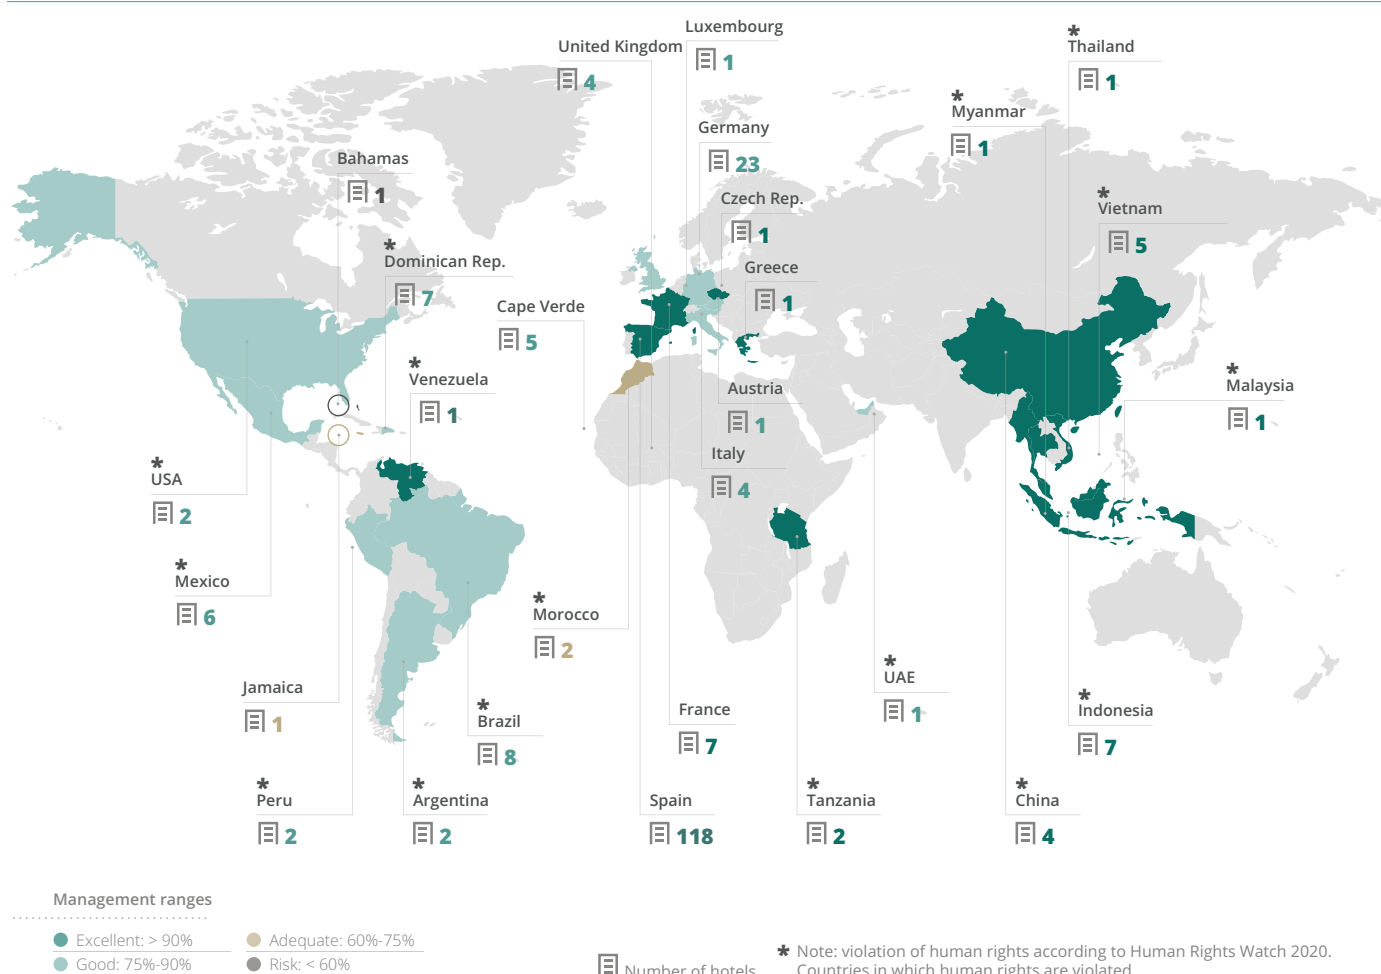 Luxembourg
1
United Kingdom
4
*
Thailand
1
*
Myanmar
1
Germany
23
Bahamas
1
Czech Rep.
1
*
Vietnam
5
*
Dominican Rep.
7
Greece
1
Cape Verde
5
*
Venezuela
1
Austria
1
*
Malaysia
1
Italy
4
*
USA
2
*
Mexico
6
*
Morocco
2
*
UAE
1
Jamaica
1
*
Brazil
8
France
7
*
Indonesia
7
*
Peru
2
*
Argentina
2
Spain
118
*
Tanzania
2
*
China
4
Management ranges
Excellent: > 90%
Adequate: 60%-75%
Good: 75%-90%
Risk: < 60%
Number of hotels
* Note: violation of human rights according to Human Rights Watch 2020.
Countries in which human rights are violated